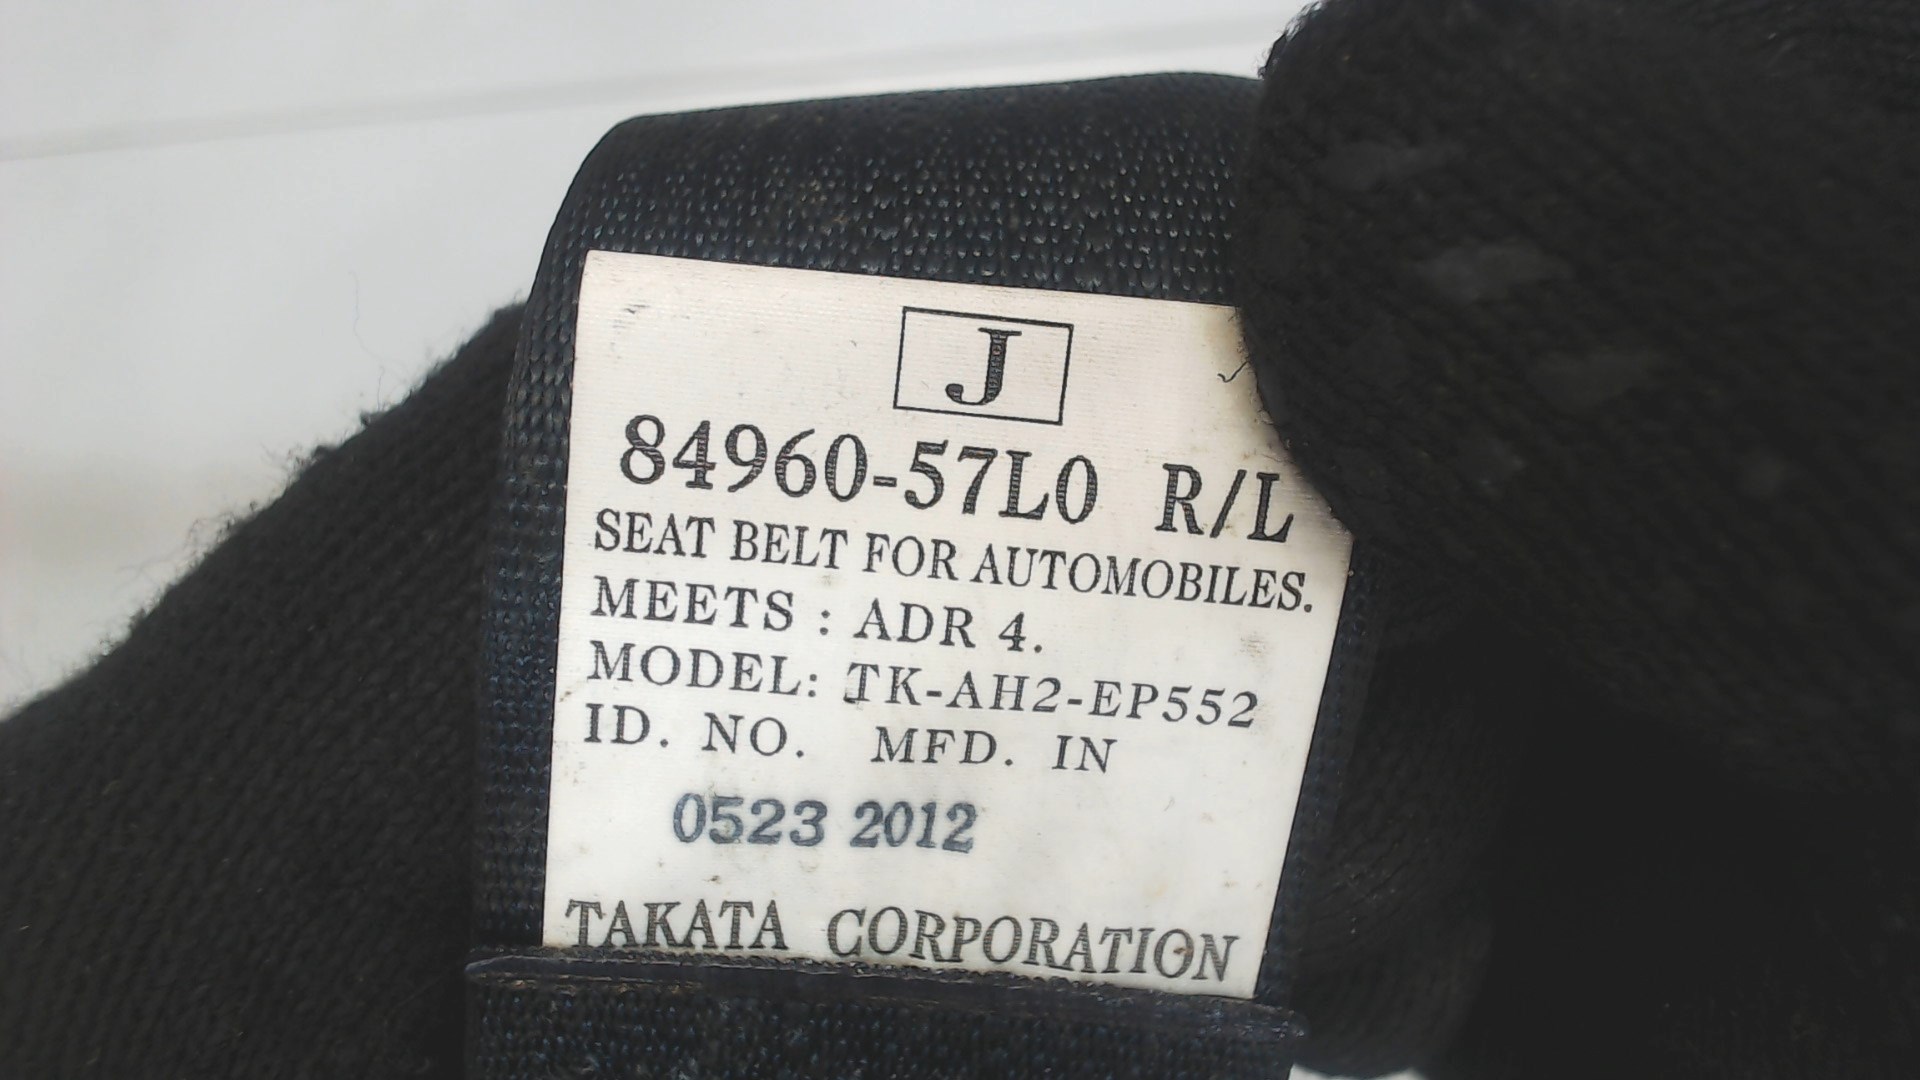 J
84960-57L0 R/L
SEAT BELT FOR AUTOMOBILES.
MEETS : ADR 4.
MODEL: TK-AH2-EP552
ID. NO. MFD. IN
0523 2012
TAKATA CORPORATION